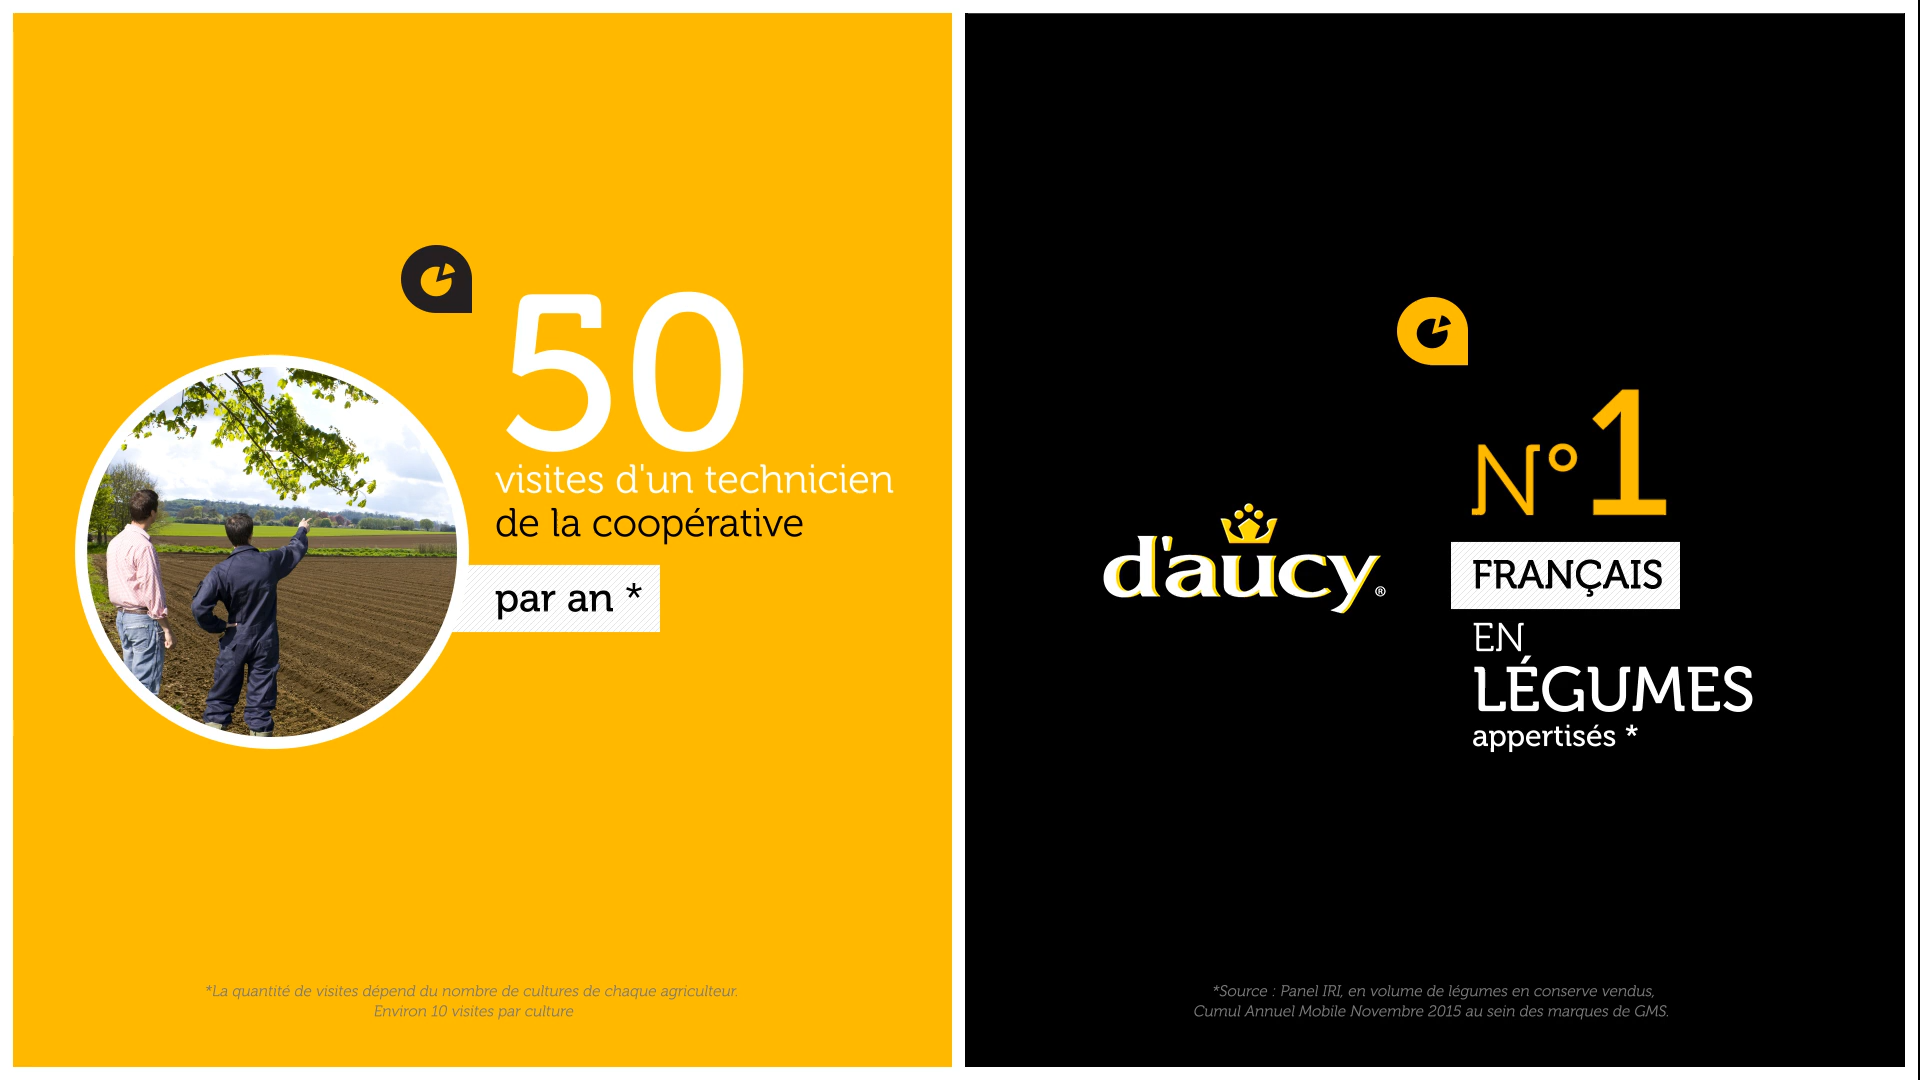 50
visites d'un technicien
de la coopérative
par an *
*La quantité de visites dépend du nombre de cultures de chaque agriculteur.
Environ 10 visites par culture
d'aucy®
N°1
FRANÇAIS
EN
LÉGUMES
appertisés *
*Source : Panel IRI, en volume de légumes en conserve vendus,
Cumul Annuel Mobile Novembre 2015 au sein des marques de GMS.